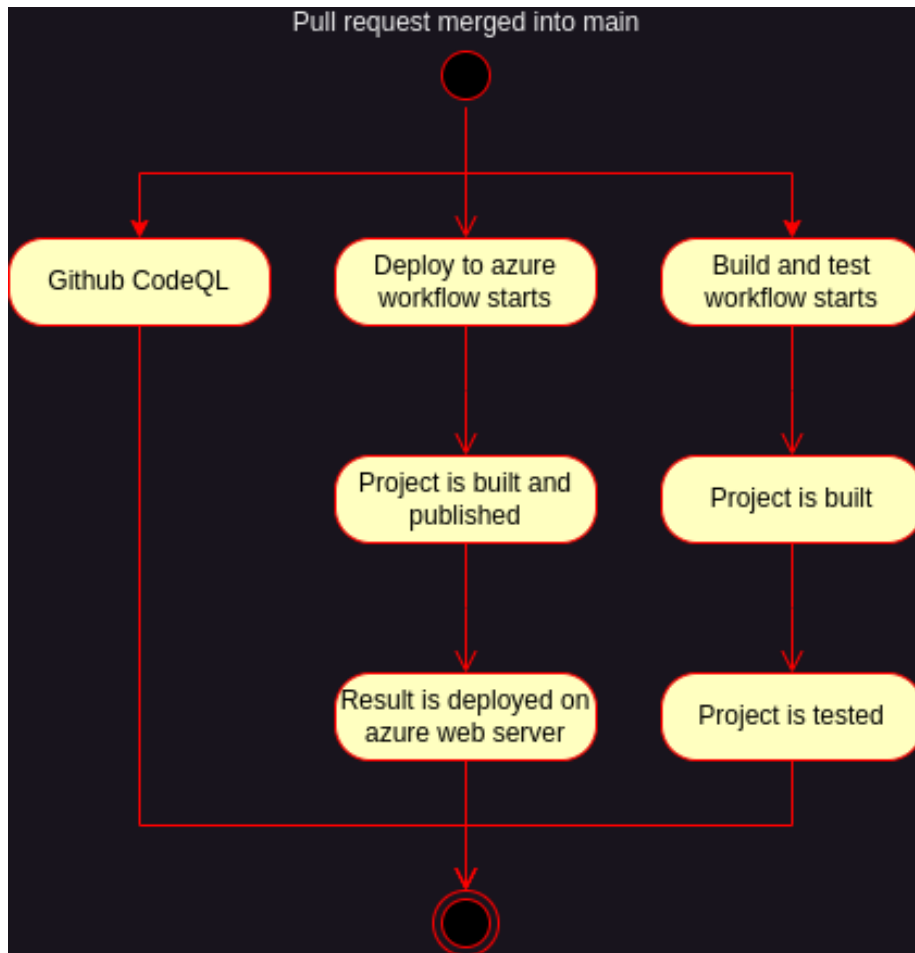 Pull request merged into main
Github CodeQL
Deploy to azure
workflow starts
Build and test
workflow starts
Project is built and
published
Project is built
Result is deployed on
azure web server
Project is tested